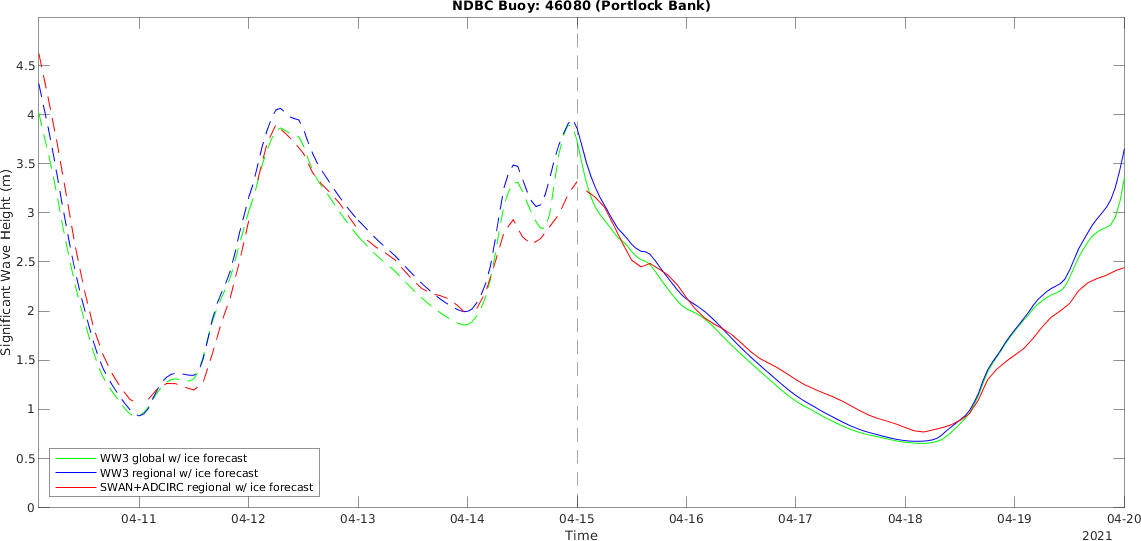 NDBC Buoy: 46080 (Portlock Bank)
4.5
4
3.5
3
2.5
2
1.5
1
0.5
0
Significant Wave Height (m)
WW3 global w/ ice forecast
WW3 regional w/ ice forecast
SWAN+ADCIRC regional w/ ice forecast
04-11 04-12 04-13 04-14 04-15 04-16 04-17 04-18 04-19 04-20
Time
2021